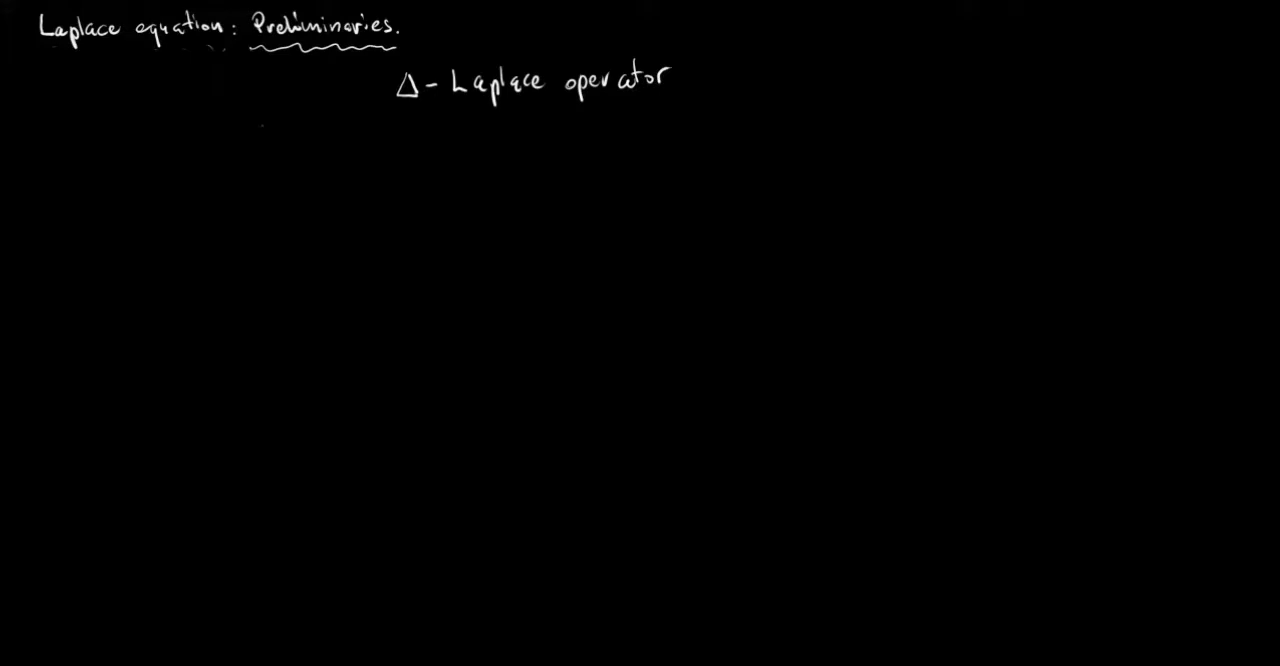 Laplace equation: Preliminaries.
Δ - Laplace operator